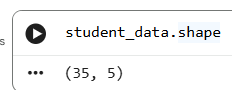 student_data.shape
s
(35, 5)